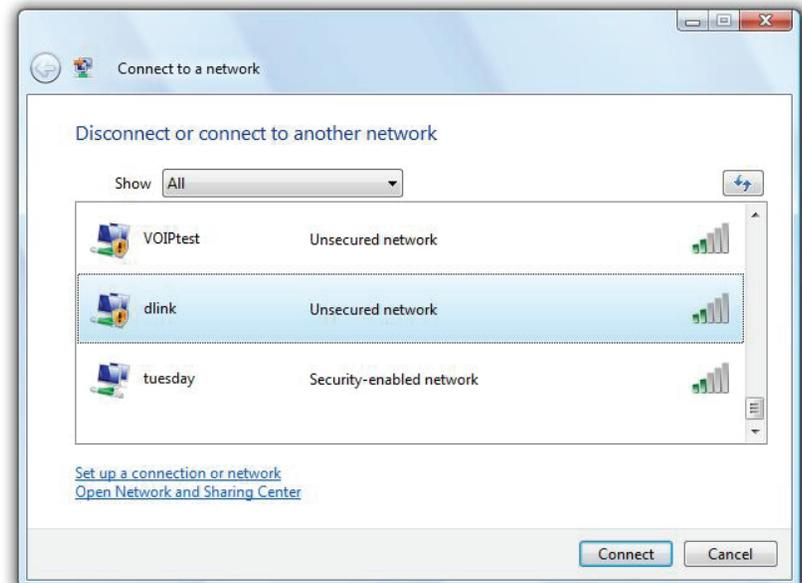 Connect to a network
Disconnect or connect to another network
Show All
VOIPtest Unsecured network
dlink Unsecured network
tuesday Security-enabled network
Set up a connection or network
Open Network and Sharing Center
Connect Cancel